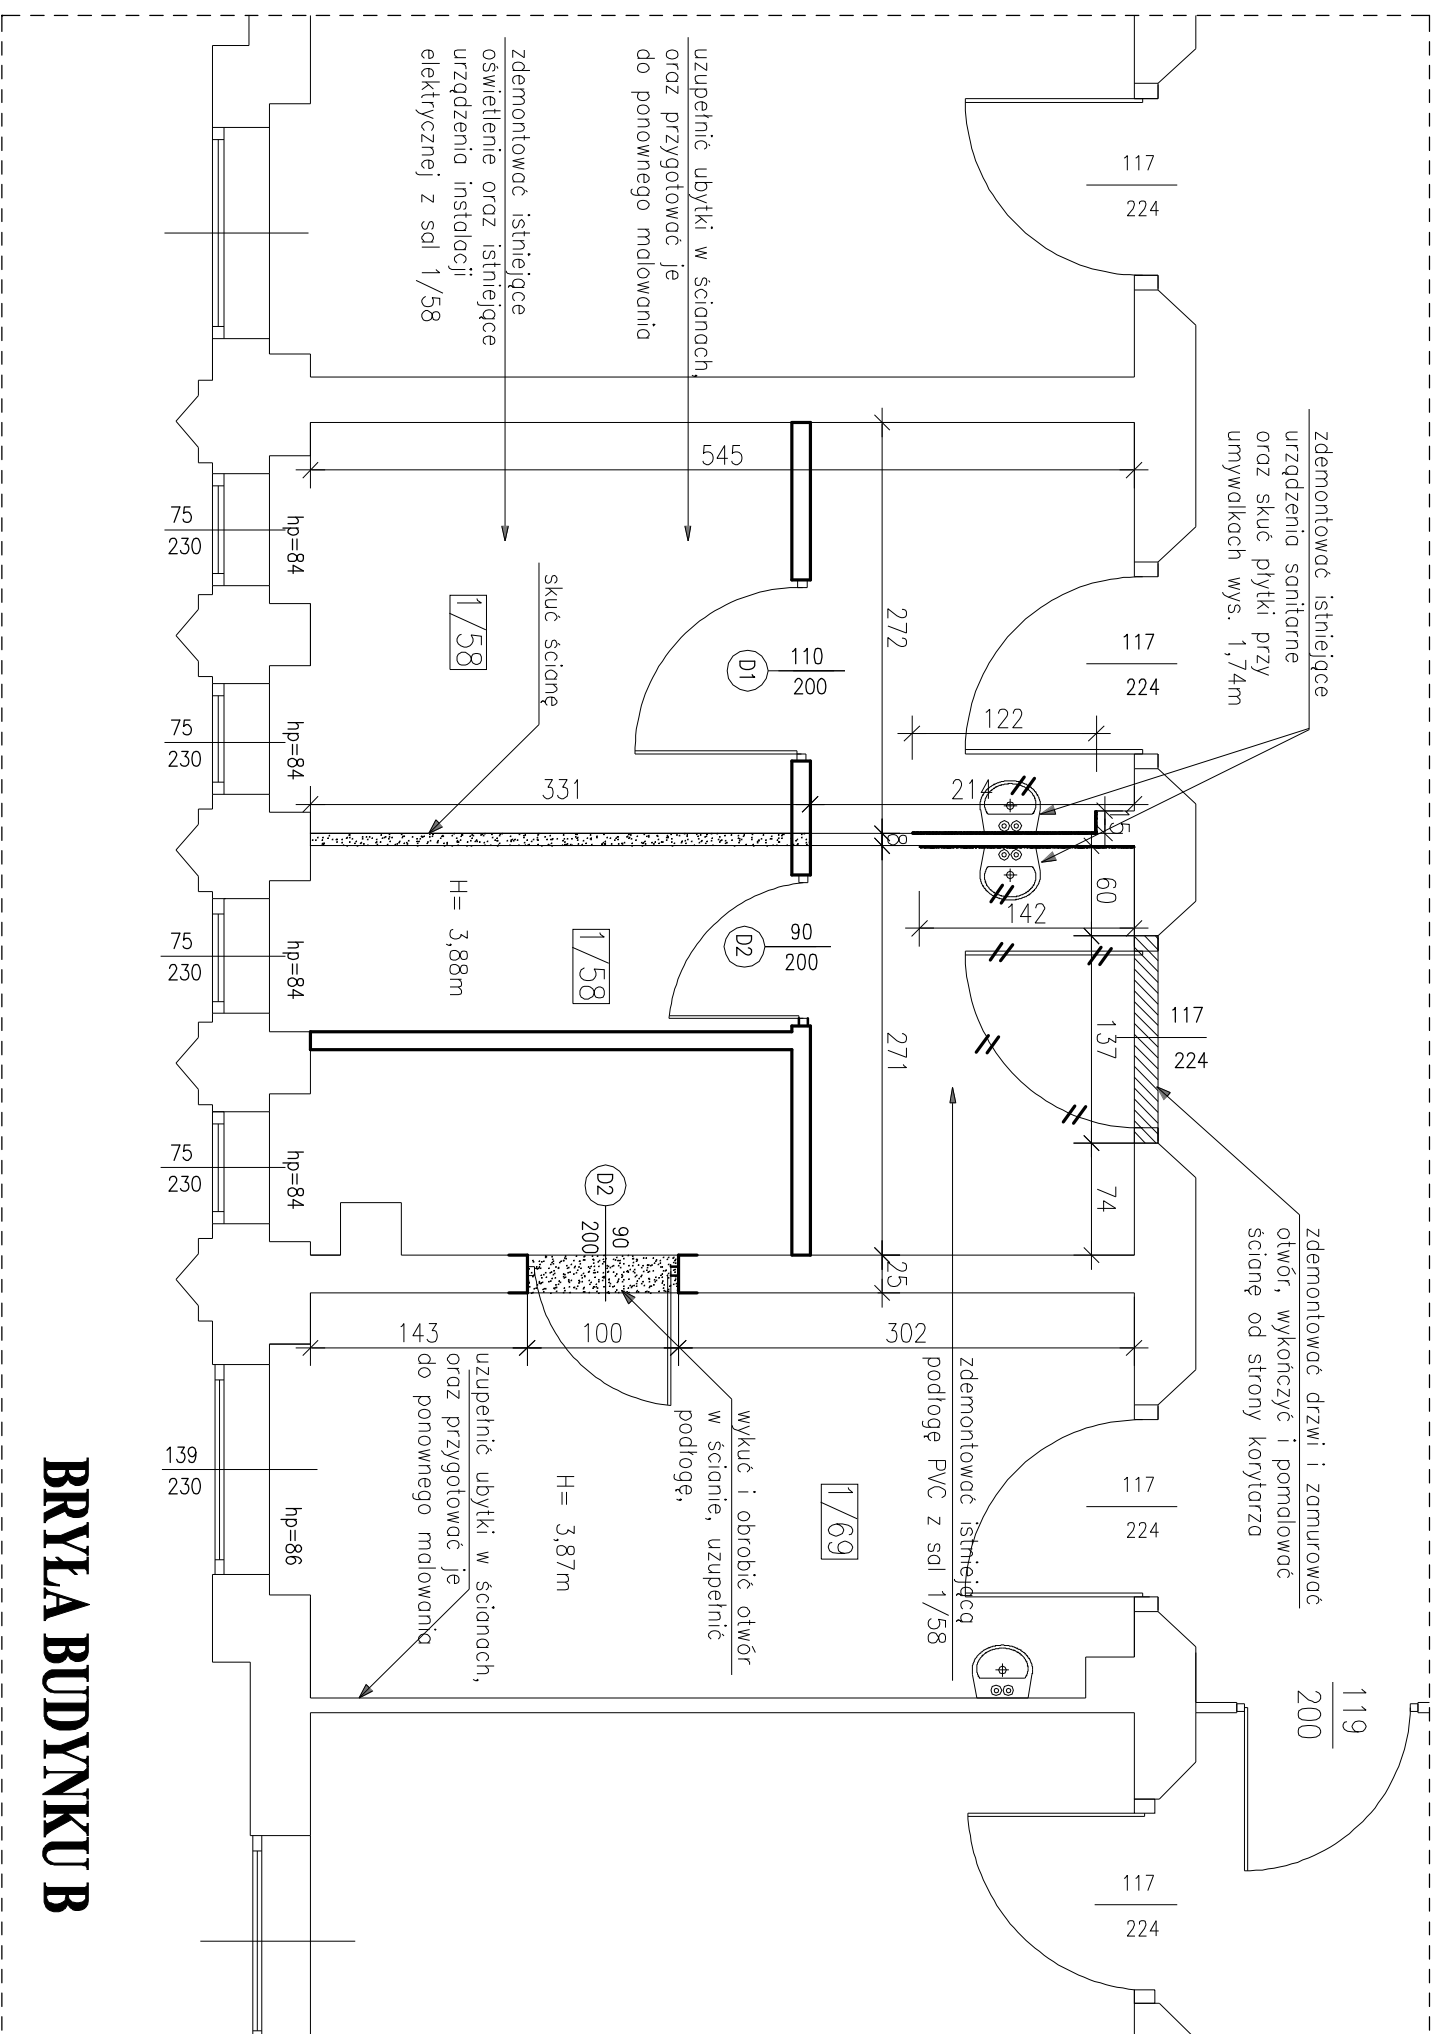 zdemontować istniejące
urządzenia sanitarne
oraz skuć płytki przy
umywalkach wys. 1,74m
zdemontować drzwi i zamurować
otwór, wykończyć i pomalować
ścianę od strony korytarza
119
200
117
224
117
224
117
224
117
224
117
224
uzupełnić ubytki w ścianach,
oraz przygotować je
do ponownego malowania
zdemontować istniejące
oświetlenie oraz istniejące
urządzenia instalacji
elektrycznej z sal 1/58
545
272
122
214
15
8
60
142
137
271
74
25
331
D1
110
200
D2
90
200
D2
90
200
skuć ścianę
1/58
1/58
H= 3,88m
143
100
302
zdemontować istniejącą
podłogę PVC z sal 1/58
wykuć i obrobić otwór
w ścianie, uzupełnić
podłogę,
1/69
H= 3,87m
uzupełnić ubytki w ścianach,
oraz przygotować je
do ponownego malowania
hp=84
75
230
hp=84
75
230
hp=84
75
230
hp=84
75
230
hp=86
139
230
BRYŁA BUDYNKU B